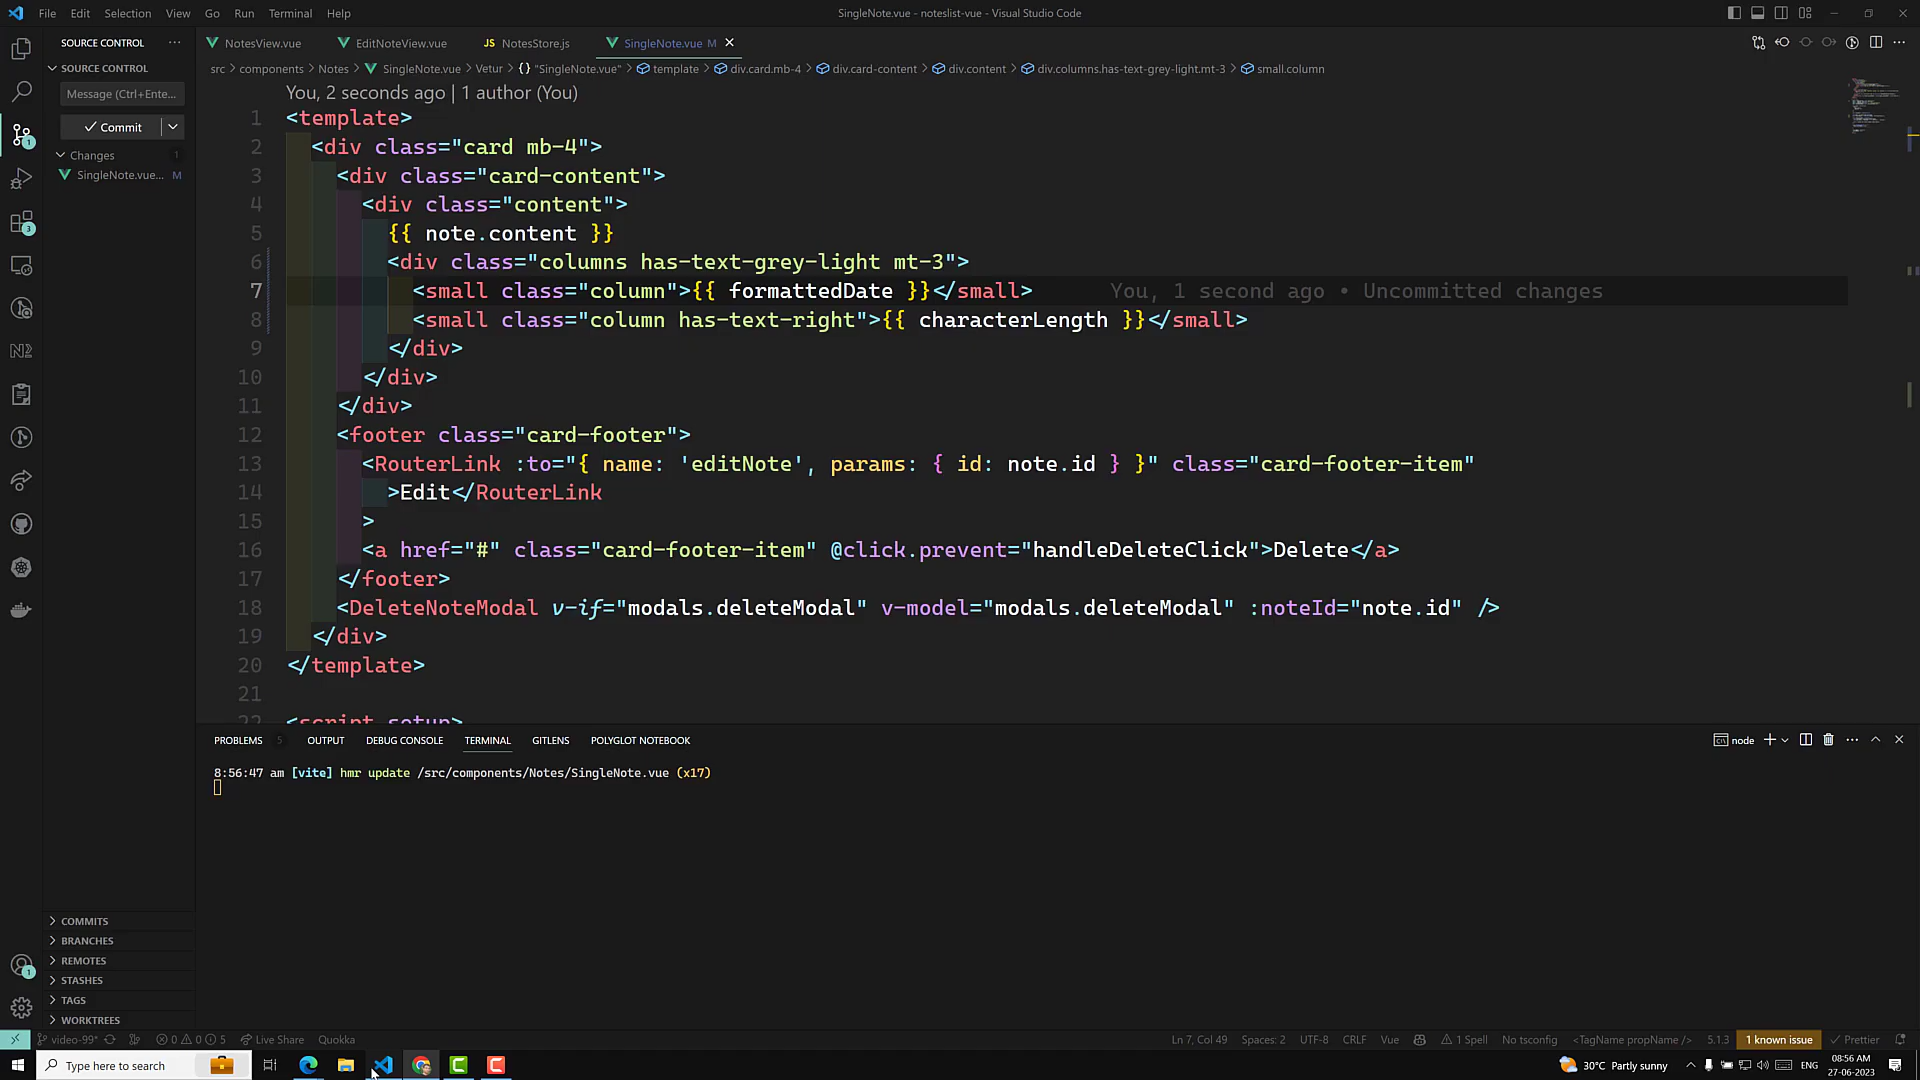 File Edit Selection View Go Run Terminal Help
SingleNote.vue - noteslist-vue - Visual Studio Code
SOURCE CONTROL
NotesView.vue EditNoteView.vue JS NotesStore.js SingleNote.vue M
SOURCE CONTROL
src > components > Notes > SingleNote.vue > Vetur > {} "SingleNote.vue" > template > div.card.mb-4 > div.card-content > div.content > div.columns.has-text-grey-light.mt-3 > small.column
Message (Ctrl+Ente...
Commit
Changes 1
SingleNote.vue... M
You, 2 seconds ago | 1 author (You)
1 <template>
2 <div class="card mb-4">
3 <div class="card-content">
4 <div class="content">
5 {{ note.content }}
6 <div class="columns has-text-grey-light mt-3">
7 <small class="column">{{ formattedDate }}</small> You, 1 second ago • Uncommitted changes
8 <small class="column has-text-right">{{ characterLength }}</small>
9 </div>
10 </div>
11 </div>
12 <footer class="card-footer">
13 <RouterLink :to="{ name: 'editNote', params: { id: note.id } }" class="card-footer-item"
14 >Edit</RouterLink
15 >
16 <a href="#" class="card-footer-item" @click.prevent="handleDeleteClick">Delete</a>
17 </footer>
18 <DeleteNoteModal v-if="modals.deleteModal" v-model="modals.deleteModal" :noteId="note.id" />
19 </div>
20 </template>
21
22 <script setup>
PROBLEMS 5 OUTPUT DEBUG CONSOLE TERMINAL GITLENS POLYGLOT NOTEBOOK
node
8:56:47 am [vite] hmr update /src/components/Notes/SingleNote.vue (x17)
COMMITS
BRANCHES
REMOTES
STASHES
TAGS
WORKTREES
video-99* 0 0 5 Live Share Quokka
Ln 7, Col 49 Spaces: 2 UTF-8 CRLF Vue 1 Spell No tsconfig <TagName propName /> 5.1.3 1 known issue Prettier
Type here to search
30°C Partly sunny ENG
08:56 AM
27-06-2023